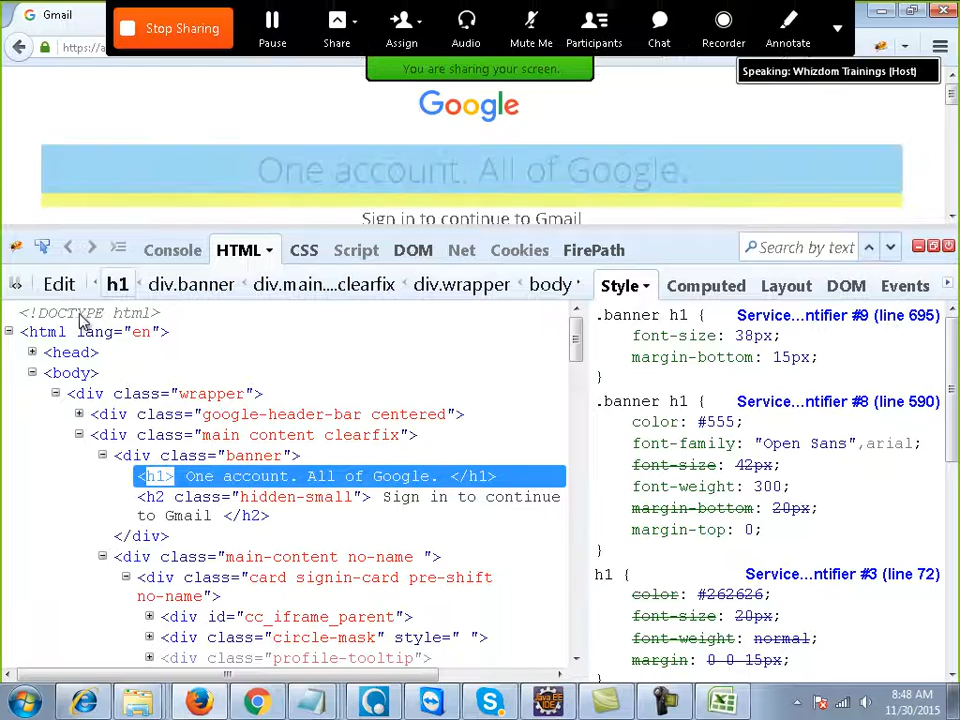 Gmail
Stop Sharing
Pause
Share
Assign
Audio
Mute Me
Participants
Chat
Recorder
Annotate
https://a
You are sharing your screen.
Speaking: Whizdom Trainings (Host)
Google
One account. All of Google.
Sign in to continue to Gmail
Console
HTML
CSS
Script
DOM
Net
Cookies
FirePath
Search by text
Edit
h1
div.banner
div.main....clearfix
div.wrapper
body
Style
Computed
Layout
DOM
Events
<!DOCTYPE html>
<html lang="en">
<head>
<body>
<div class="wrapper">
<div class="google-header-bar centered">
<div class="main content clearfix">
<div class="banner">
<h1> One account. All of Google. </h1>
<h2 class="hidden-small"> Sign in to continue
to Gmail </h2>
</div>
<div class="main-content no-name ">
<div class="card signin-card pre-shift
no-name">
<div id="cc_iframe_parent">
<div class="circle-mask" style=" ">
<div class="profile-tooltip">
.banner h1 { Service...ntifier #9 (line 695)
font-size: 38px;
margin-bottom: 15px;
}
.banner h1 { Service...ntifier #8 (line 590)
color: #555;
font-family: "Open Sans",arial;
font-size: 42px;
font-weight: 300;
margin-bottom: 20px;
margin-top: 0;
}
h1 { Service...ntifier #3 (line 72)
color: #262626;
font-size: 20px;
font-weight: normal;
margin: 0 0 15px;
8:48 AM
11/30/2015